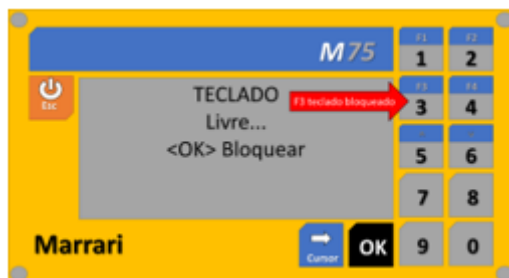 M75
Esc
TECLADO
Livre...
<OK> Bloquear
F3 teclado bloqueado
F1
1
F2
2
F3
3
F4
4
5
6
7
8
Marrari
Cursor
OK
9
0